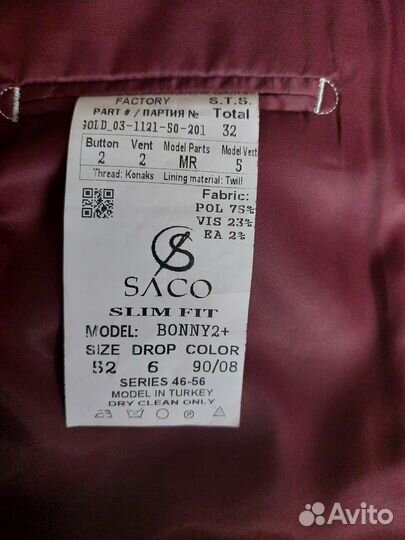 FACTORY S.T.S.
PART # / ПАРТИЯ № Total
GOLD_03-1121-50-201 32
Button Vent Model Parts Model Vest
2 2 MR 5
Thread: Konaks Lining material: Twill
Fabric:
POL 75%
VIS 23%
EA 2%
SACO
SLIM FIT
MODEL: BONNY2+
SIZE DROP COLOR
52 6 90/08
SERIES 46-56
MODEL IN TURKEY
DRY CLEAN ONLY
Avito